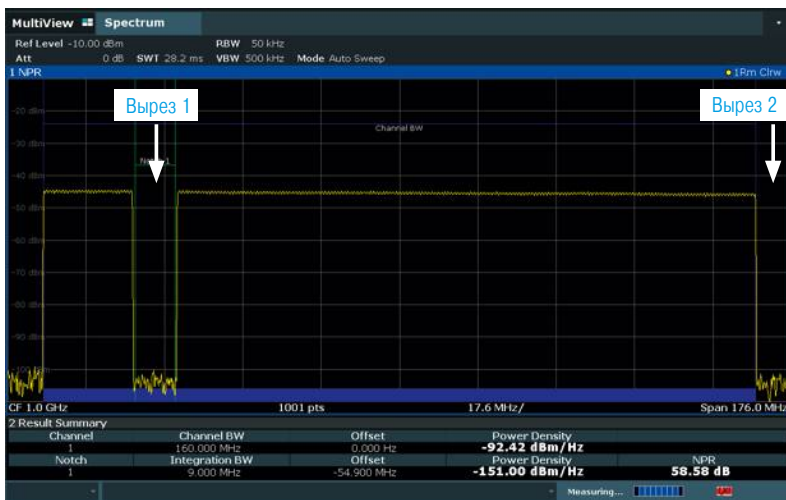 MultiView Spectrum
Ref Level -10.00 dBm RBW 50 kHz
Att 0 dB SWT 28.2 ms VBW 500 kHz Mode Auto Sweep
1 NPR 1Rm Clrw
-20 dBm
Вырез 1
Вырез 2
Channel BW
-30 dBm
-40 dBm
-50 dBm
-60 dBm
-70 dBm
-80 dBm
-90 dBm
-100 dBm
CF 1.0 GHz 1001 pts 17.6 MHz/ Span 176.0 MHz
2 Result Summary
Channel Channel BW Offset Power Density
1 160.000 MHz 0.000 Hz -92.42 dBm/Hz
Notch Integration BW Offset Power Density NPR
1 9.000 MHz -54.900 MHz -151.00 dBm/Hz 58.58 dB
Measuring...